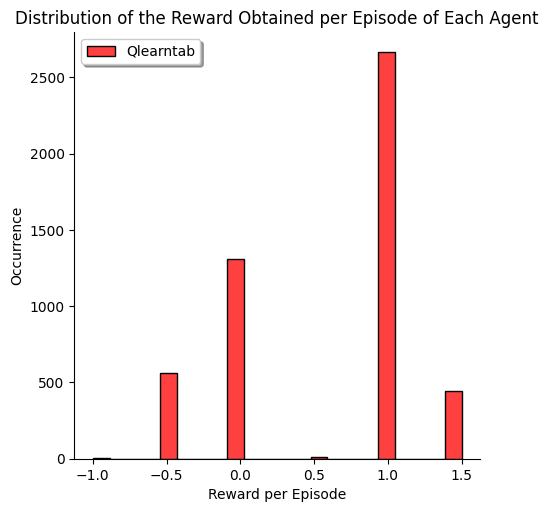 Distribution of the Reward Obtained per Episode of Each Agent
Qlearntab
2500
2000
1500
1000
500
0
Occurrence
−1.0 −0.5 0.0 0.5 1.0 1.5
Reward per Episode